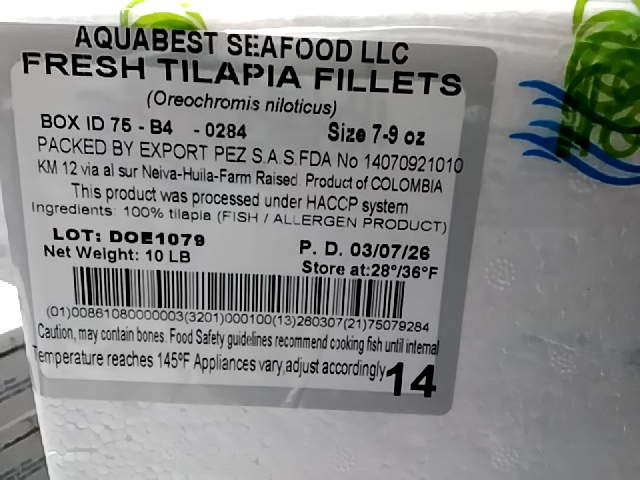 AQUABEST SEAFOOD LLC
FRESH TILAPIA FILLETS
(Oreochromis niloticus)
BOX ID 75 - B4 - 0284 Size 7-9 oz
PACKED BY EXPORT PEZ S.A.S.FDA No 14070921010
KM 12 via al sur Neiva-Huila-Farm Raised. Product of COLOMBIA
This product was processed under HACCP system
Ingredients: 100% tilapia (FISH / ALLERGEN PRODUCT)
LOT: DOE1079 P. D. 03/07/26
Net Weight: 10 LB Store at:28°/36°F
(01)00861080000003(3201)000100(13)260307(21)75079284
Caution, may contain bones. Food Safety guidelines recommend cooking fish until internal
Temperature reaches 145ºF Appliances vary,adjust accordingly
14